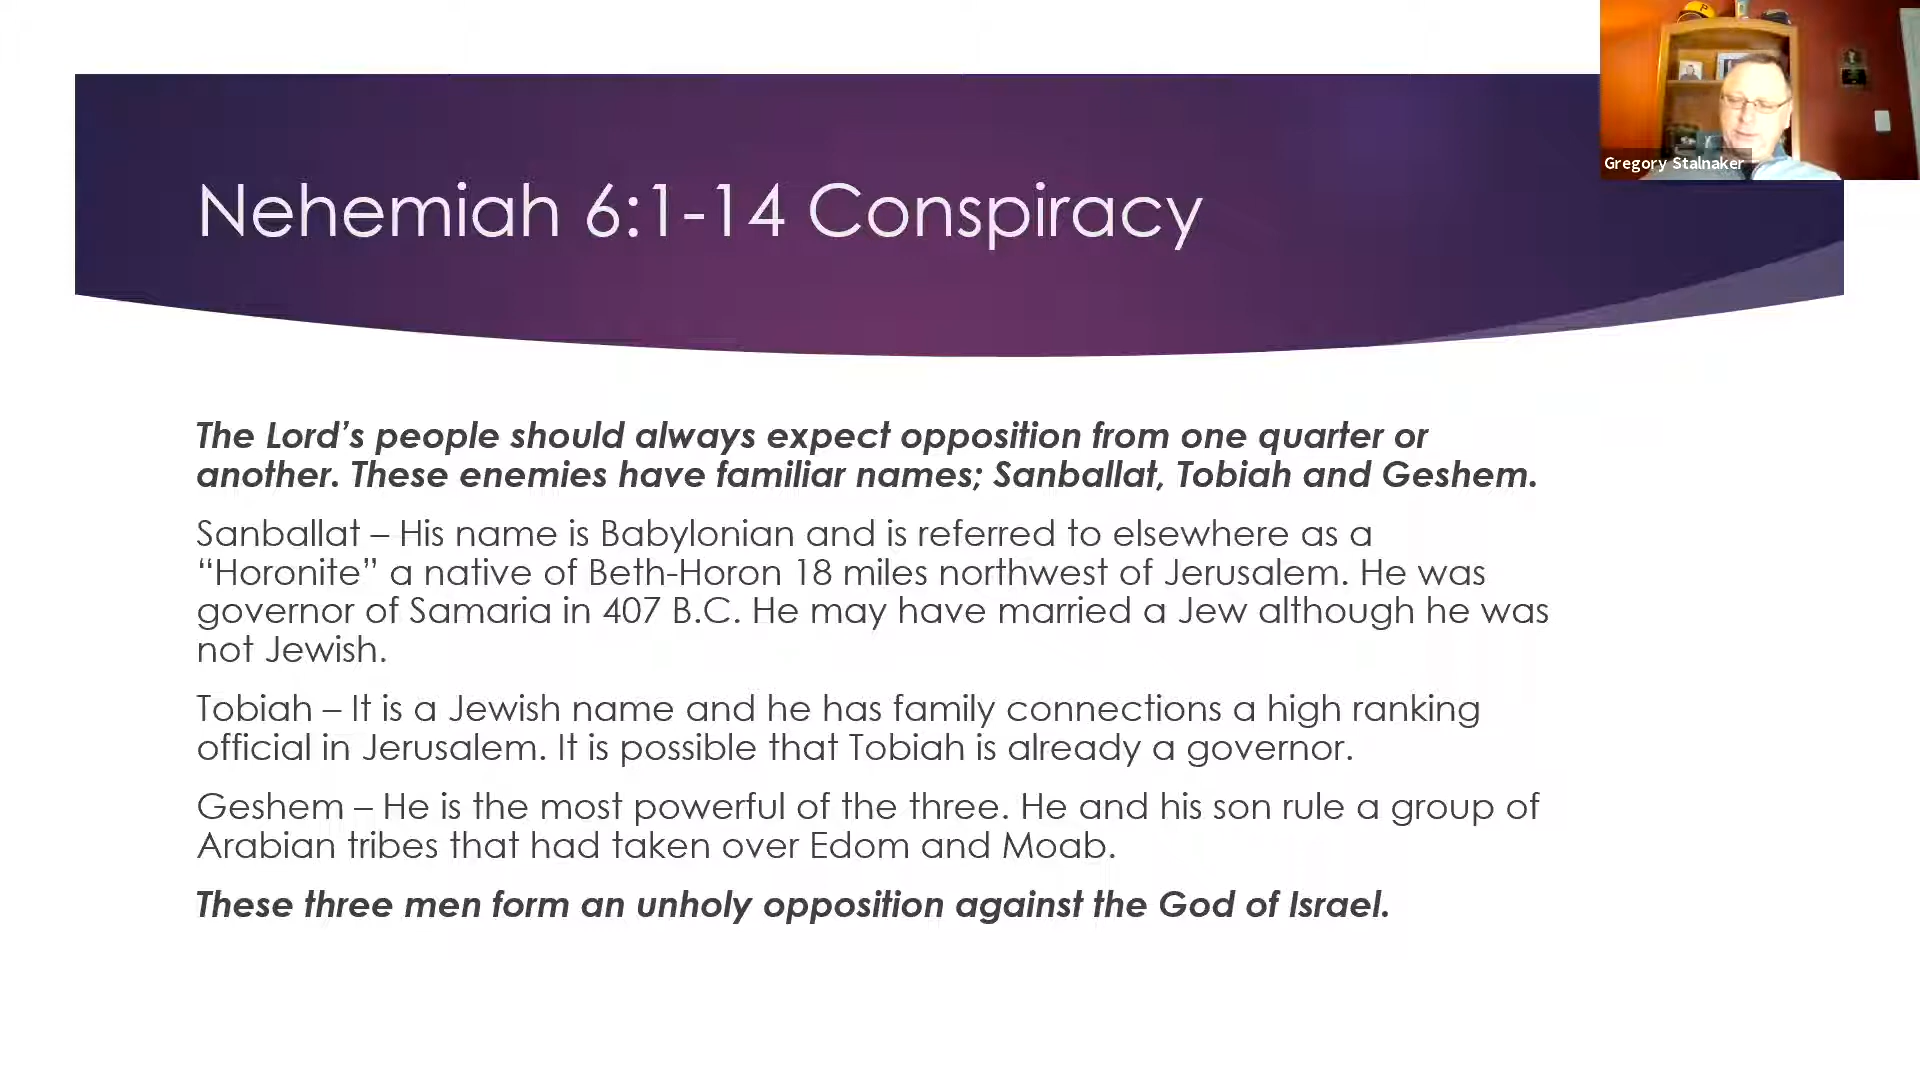 Gregory Stalnaker
Nehemiah 6:1-14 Conspiracy
The Lord’s people should always expect opposition from one quarter or
another. These enemies have familiar names; Sanballat, Tobiah and Geshem.
Sanballat – His name is Babylonian and is referred to elsewhere as a
“Horonite” a native of Beth-Horon 18 miles northwest of Jerusalem. He was
governor of Samaria in 407 B.C. He may have married a Jew although he was
not Jewish.
Tobiah – It is a Jewish name and he has family connections a high ranking
official in Jerusalem. It is possible that Tobiah is already a governor.
Geshem – He is the most powerful of the three. He and his son rule a group of
Arabian tribes that had taken over Edom and Moab.
These three men form an unholy opposition against the God of Israel.